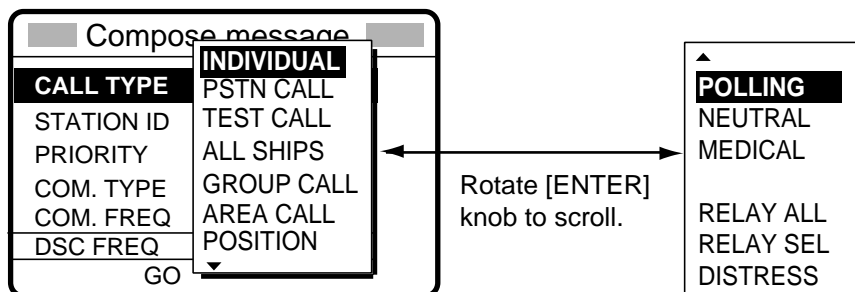 Compose message
CALL TYPE
STATION ID
PRIORITY
COM. TYPE
COM. FREQ
DSC FREQ
GO
INDIVIDUAL
PSTN CALL
TEST CALL
ALL SHIPS
GROUP CALL
AREA CALL
POSITION
Rotate [ENTER]
knob to scroll.
POLLING
NEUTRAL
MEDICAL
RELAY ALL
RELAY SEL
DISTRESS